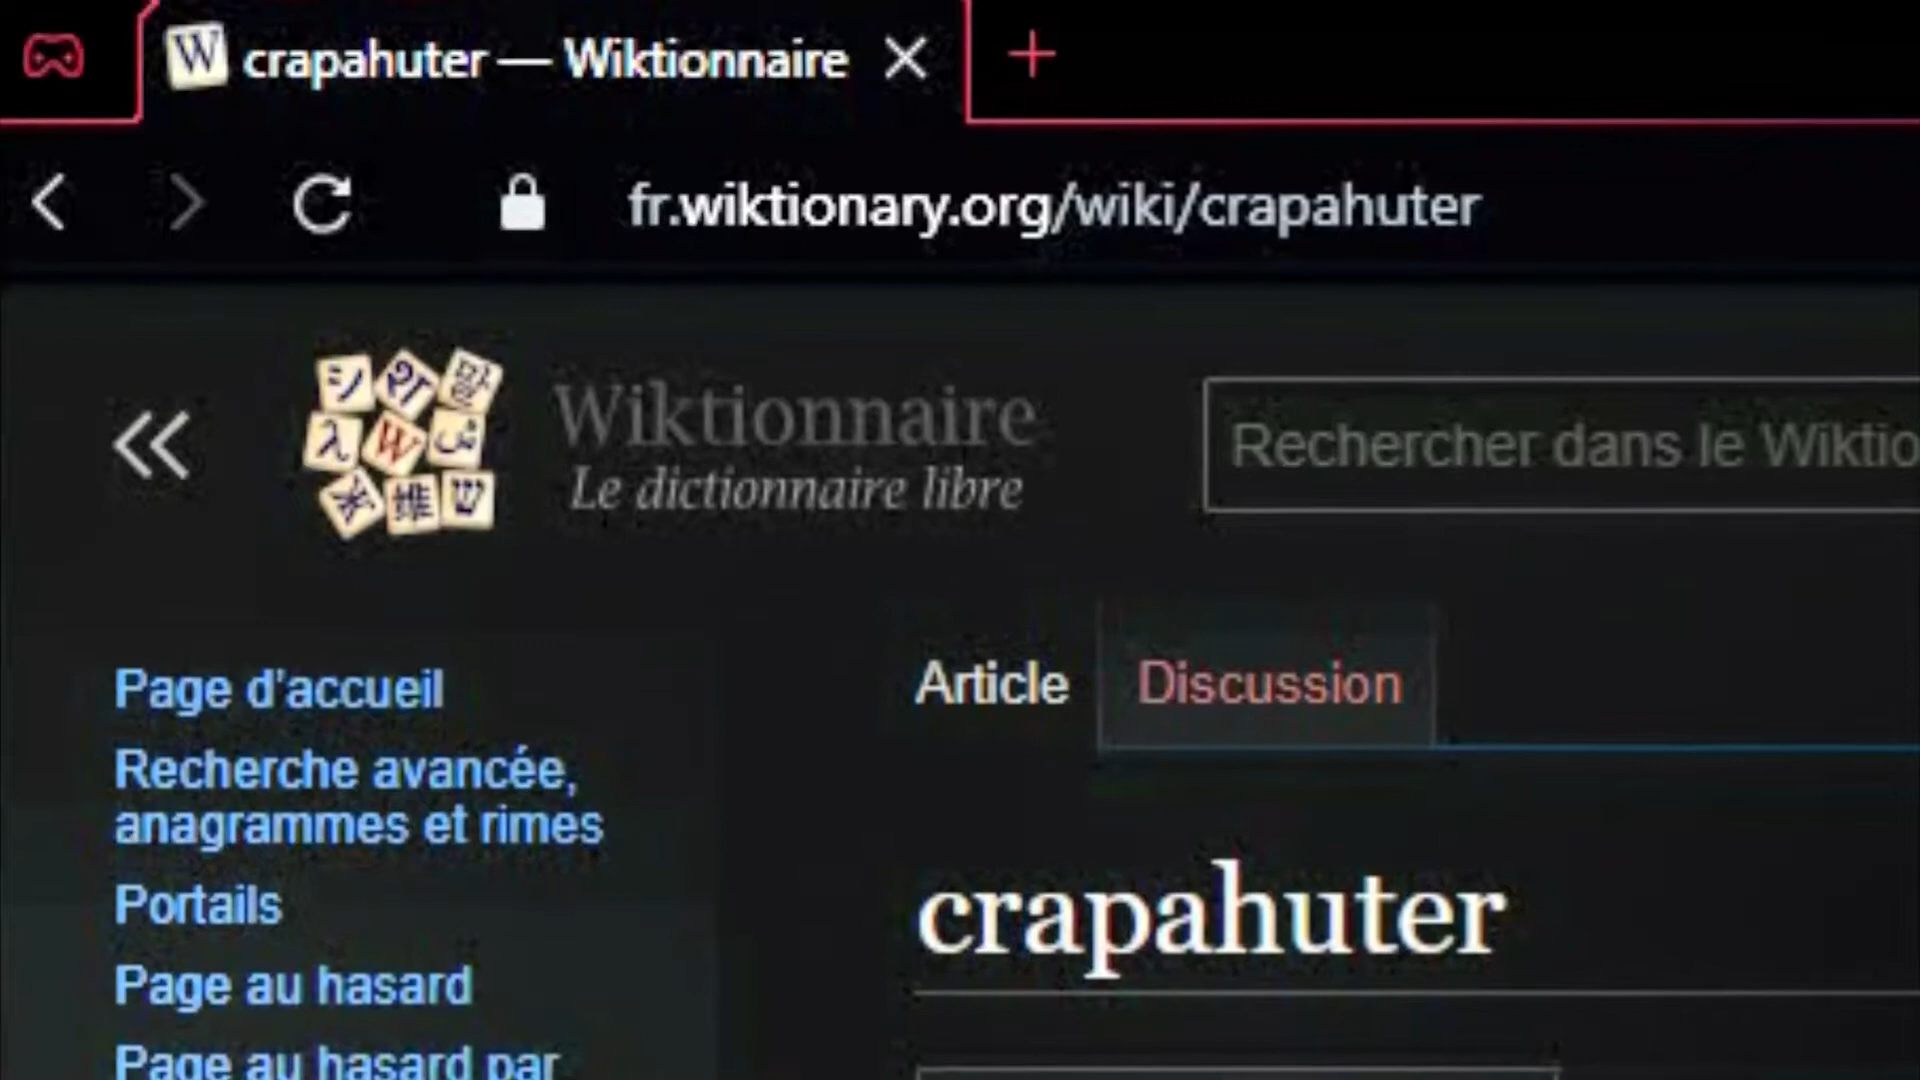 crapahuter — Wiktionnaire
fr.wiktionary.org/wiki/crapahuter
Wiktionnaire
Le dictionnaire libre
Rechercher dans le Wiktio
Page d'accueil
Recherche avancée,
anagrammes et rimes
Portails
Page au hasard
Page au hasard par
Article Discussion
crapahuter